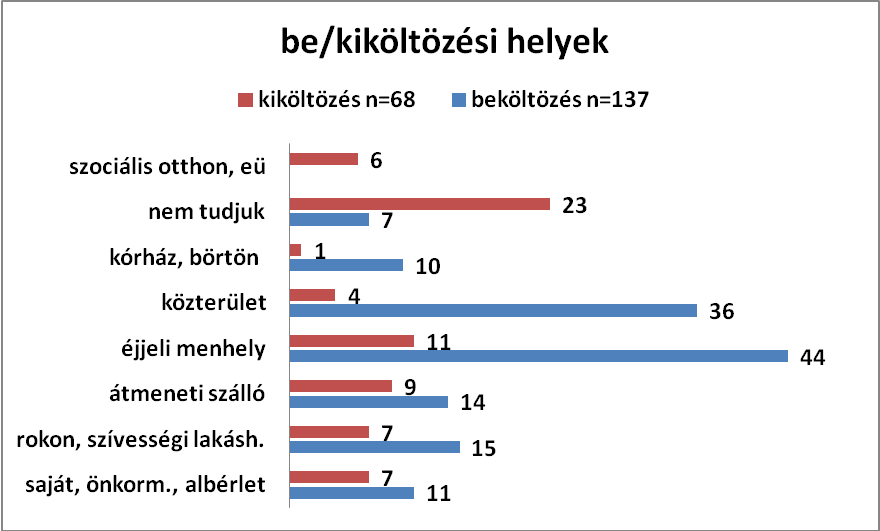 be/kiköltözési helyek
kiköltözés n=68 beköltözés n=137
szociális otthon, eü 6
nem tudjuk 23
7
kórház, börtön 1
10
közterület 4
36
éjjeli menhely 11
44
átmeneti szálló 9
14
rokon, szívességi lakásh. 7
15
saját, önkorm., albérlet 7
11